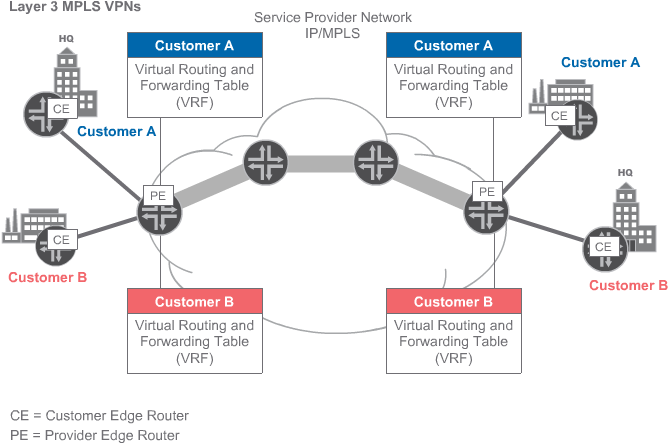 Layer 3 MPLS VPNs
Service Provider Network
IP/MPLS
HQ
CE
Customer A
Customer A
Virtual Routing and
Forwarding Table
(VRF)
Customer A
Virtual Routing and
Forwarding Table
(VRF)
Customer A
CE
PE
PE
HQ
CE
Customer B
CE
Customer B
Customer B
Virtual Routing and
Forwarding Table
(VRF)
Customer B
Virtual Routing and
Forwarding Table
(VRF)
CE = Customer Edge Router
PE = Provider Edge Router